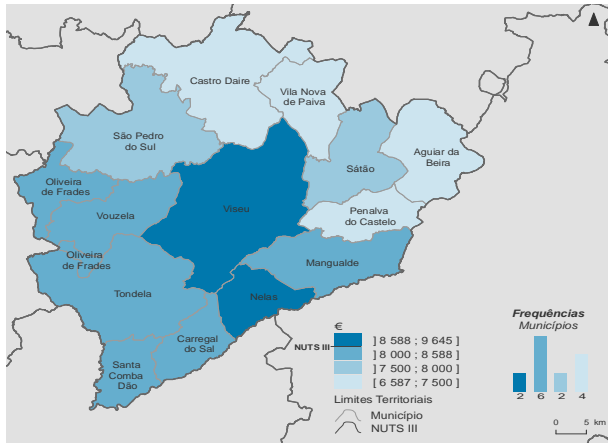 Castro Daire
Vila Nova
de Paiva
São Pedro
do Sul
Sátão
Aguiar da
Beira
Oliveira
de Frades
Vouzela
Viseu
Penalva
do Castelo
Oliveira
de Frades
Mangualde
Tondela
Nelas
Carregal
do Sal
Santa
Comba
Dão
€
NUTS III
] 8 588 ; 9 645 ]
] 8 000 ; 8 588 ]
] 7 500 ; 8 000 ]
[ 6 587 ; 7 500 ]
Limites Territoriais
Município
NUTS III
Frequências
Municípios
2 6 2 4
0 5 km